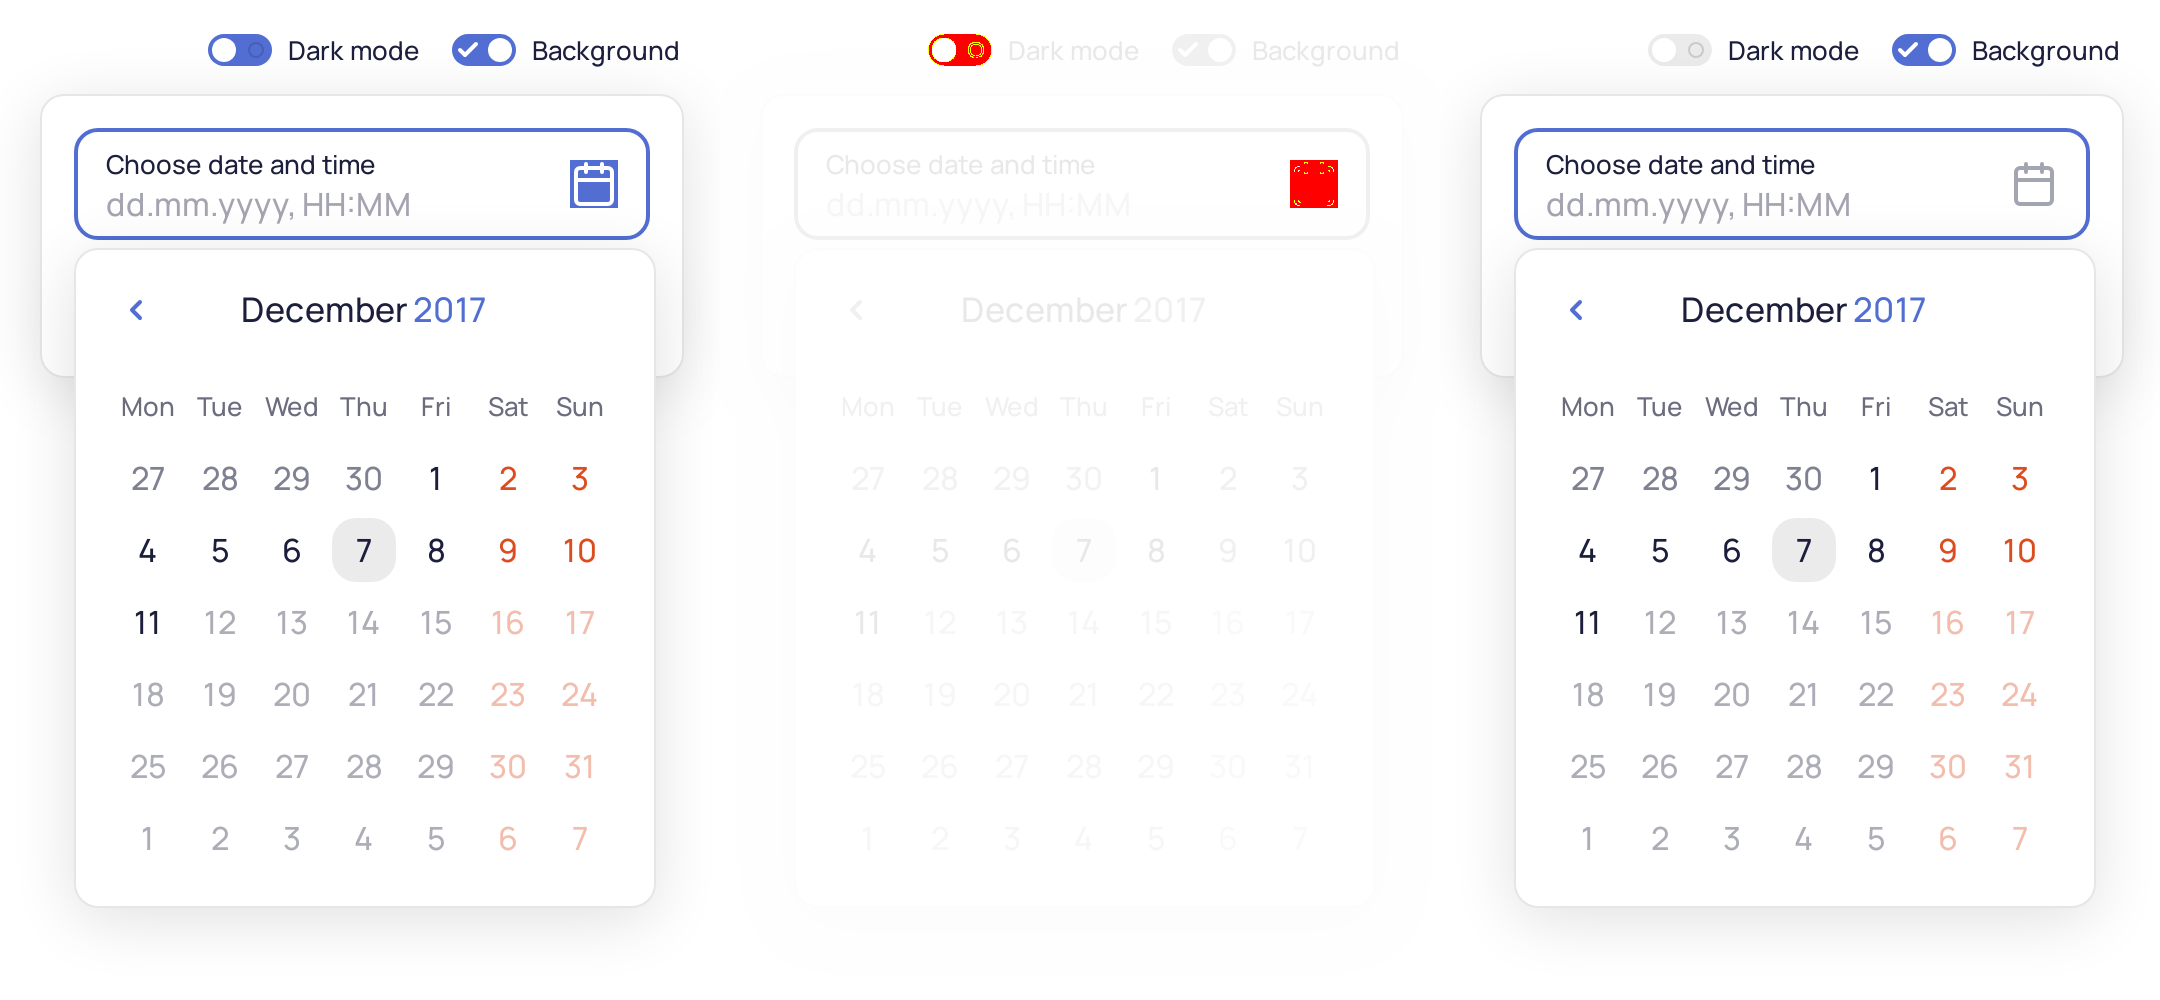 Dark mode Background
Choose date and time
dd.mm.yyyy, HH:MM
December 2017
Mon Tue Wed Thu Fri Sat Sun
27 28 29 30 1 2 3
4 5 6 7 8 9 10
11 12 13 14 15 16 17
18 19 20 21 22 23 24
25 26 27 28 29 30 31
1 2 3 4 5 6 7
Dark mode Background
Choose date and time
dd.mm.yyyy, HH:MM
December 2017
Mon Tue Wed Thu Fri Sat Sun
27 28 29 30 1 2 3
4 5 6 7 8 9 10
11 12 13 14 15 16 17
18 19 20 21 22 23 24
25 26 27 28 29 30 31
1 2 3 4 5 6 7
Dark mode Background
Choose date and time
dd.mm.yyyy, HH:MM
December 2017
Mon Tue Wed Thu Fri Sat Sun
27 28 29 30 1 2 3
4 5 6 7 8 9 10
11 12 13 14 15 16 17
18 19 20 21 22 23 24
25 26 27 28 29 30 31
1 2 3 4 5 6 7